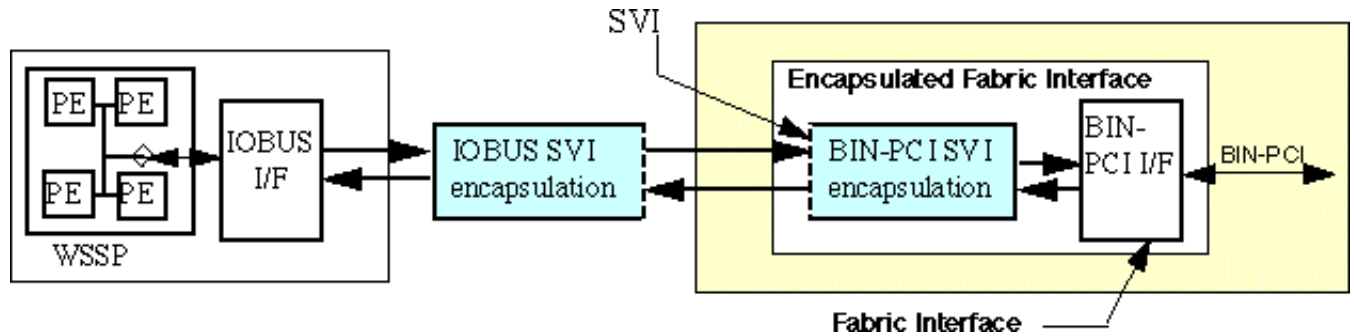 SVI
Encapsulated Fabric Interface
PE
PE
PE
PE
WSSP
IOBUS
I/F
IOBUS SVI
encapsulation
BIN-PCI SVI
encapsulation
BIN-
PCI I/F
BIN-PCI
Fabric Interface